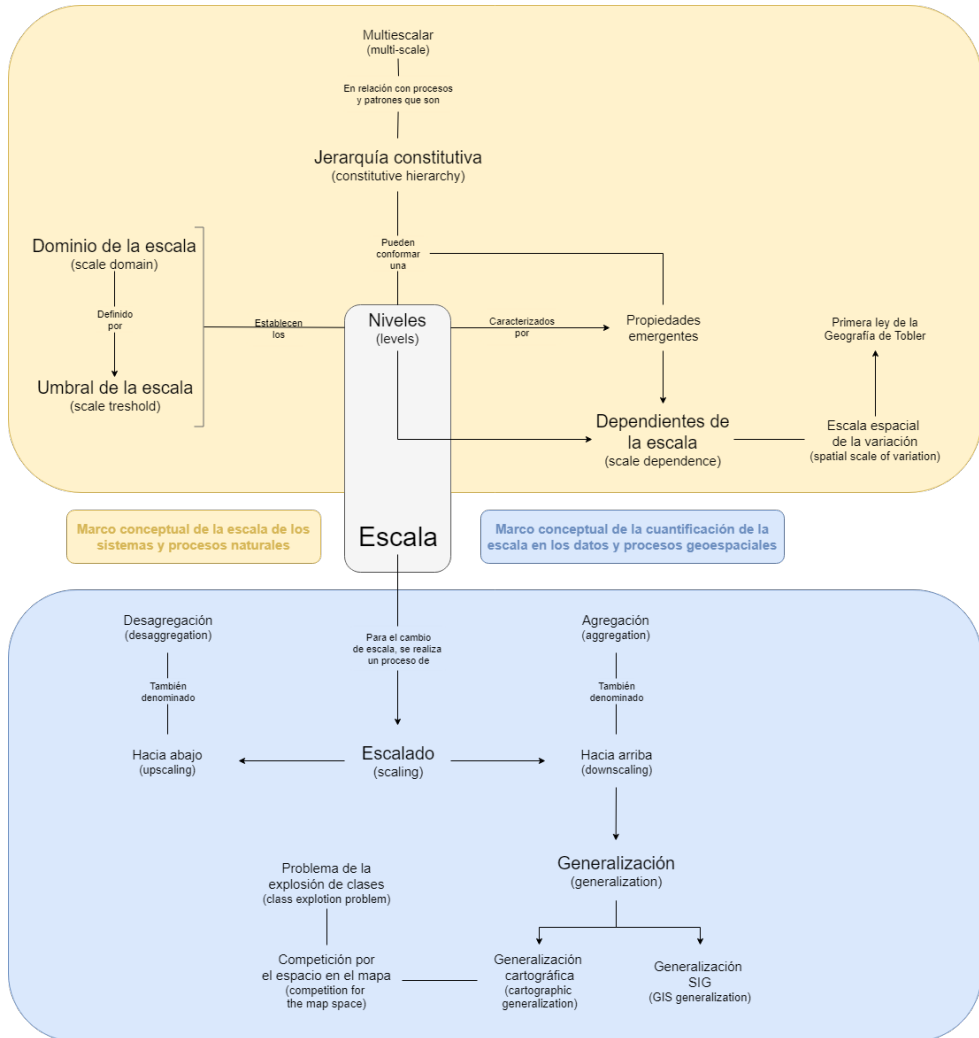 Multiescalar
(multi-scale)
En relación con procesos
y patrones que son
Jerarquía constitutiva
(constitutive hierarchy)
Pueden
conformar
una
Dominio de la escala
(scale domain)
Definido
por
Umbral de la escala
(scale treshold)
Establecen
los
Niveles
(levels)
Caracterizados
por
Propiedades
emergentes
Primera ley de la
Geografía de Tobler
Dependientes de
la escala
(scale dependence)
Escala espacial
de la variación
(spatial scale of variation)
Marco conceptual de la escala de los
sistemas y procesos naturales
Escala
Marco conceptual de la cuantificación de la
escala en los datos y procesos geoespaciales
Desagregación
(desaggregation)
Para el cambio
de escala, se realiza
un proceso de
Agregación
(aggregation)
También
denominado
También
denominado
Hacia abajo
(upscaling)
Escalado
(scaling)
Hacia arriba
(downscaling)
Generalización
(generalization)
Problema de la
explosión de clases
(class explotion problem)
Competición por
el espacio en el mapa
(competition for
the map space)
Generalización
cartográfica
(cartographic
generalization)
Generalización
SIG
(GIS generalization)